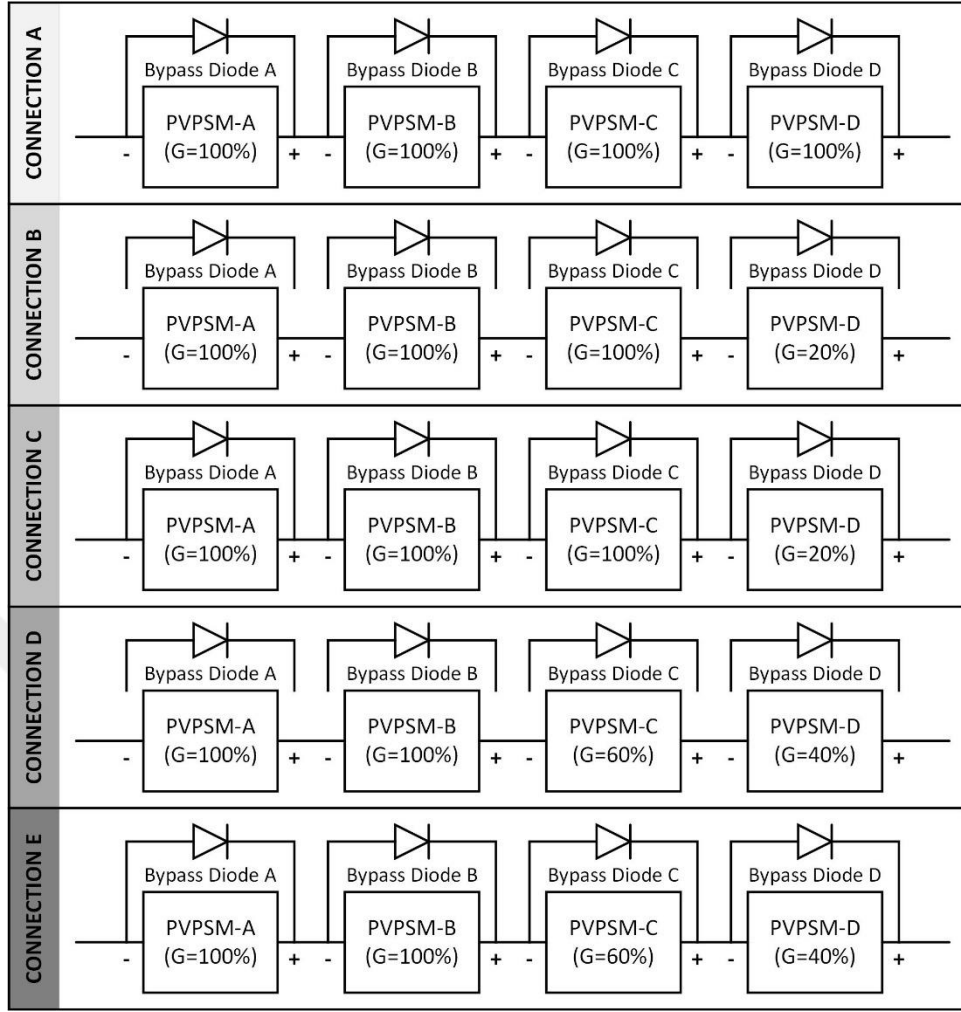 CONNECTION A
Bypass Diode A Bypass Diode B Bypass Diode C Bypass Diode D
PVPSM-A PVPSM-B PVPSM-C PVPSM-D
(G=100%) (G=100%) (G=100%) (G=100%)
- + - + - + - +
CONNECTION B
Bypass Diode A Bypass Diode B Bypass Diode C Bypass Diode D
PVPSM-A PVPSM-B PVPSM-C PVPSM-D
(G=100%) (G=100%) (G=100%) (G=20%)
- + - + - + - +
CONNECTION C
Bypass Diode A Bypass Diode B Bypass Diode C Bypass Diode D
PVPSM-A PVPSM-B PVPSM-C PVPSM-D
(G=100%) (G=100%) (G=100%) (G=20%)
- + - + - + - +
CONNECTION D
Bypass Diode A Bypass Diode B Bypass Diode C Bypass Diode D
PVPSM-A PVPSM-B PVPSM-C PVPSM-D
(G=100%) (G=100%) (G=60%) (G=40%)
- + - + - + - +
CONNECTION E
Bypass Diode A Bypass Diode B Bypass Diode C Bypass Diode D
PVPSM-A PVPSM-B PVPSM-C PVPSM-D
(G=100%) (G=100%) (G=60%) (G=40%)
- + - + - + - +